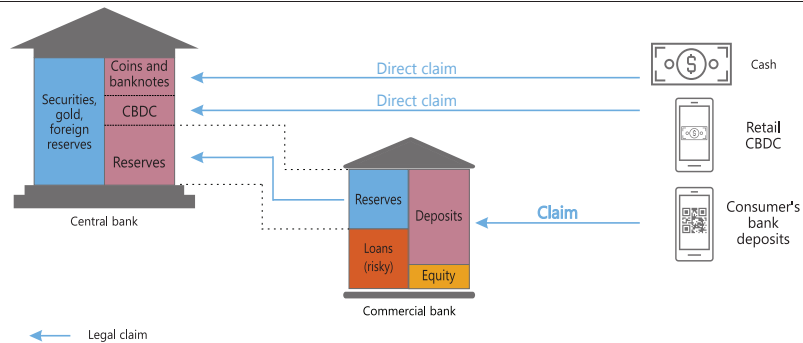 Coins and
banknotes
Securities,
gold,
foreign
reserves
CBDC
Reserves
Central bank
Direct claim
Direct claim
Claim
Reserves
Deposits
Loans
(risky)
Equity
Commercial bank
$
Cash
Retail
CBDC
Consumer's
bank
deposits
Legal claim